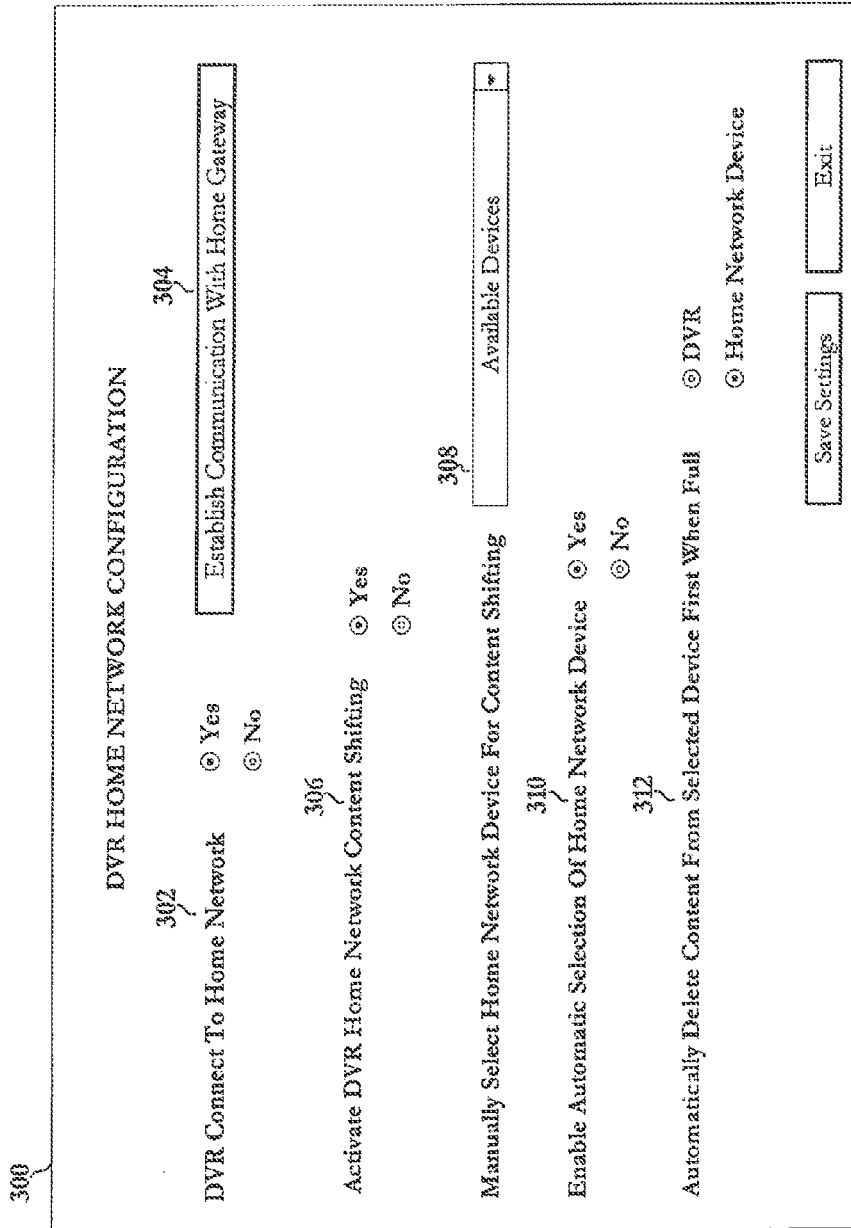 300
DVR HOME NETWORK CONFIGURATION
302
304
DVR Connect To Home Network
Yes
No
Establish Communication With Home Gateway
306
Activate DVR Home Network Content Shifting
Yes
No
308
Manually Select Home Network Device For Content Shifting
Available Devices
310
Enable Automatic Selection Of Home Network Device
Yes
No
312
Automatically Delete Content From Selected Device First When Full
DVR
Home Network Device
Save Settings
Exit